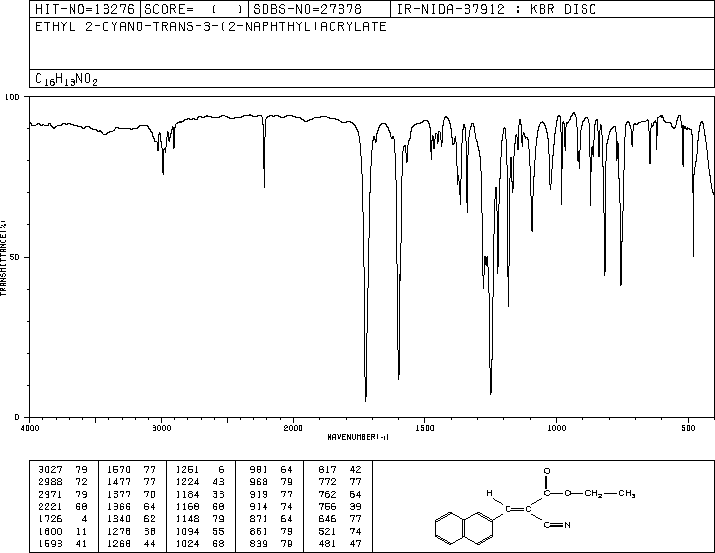 HIT-NO=13276 SCORE= ( ) SDBS-NO=27378 IR-NIDA-37912 : KBR DISC
ETHYL 2-CYANO-TRANS-3-(2-NAPHTHYL)ACRYLATE
C16H13NO2
100
50
0
TRANSMITTANCE(%)
4000 3000 2000 1500 1000 500
WAVENUMBER(-1)
3027 79 1570 77 1251 6 981 64 817 42
2988 72 1477 77 1224 43 968 79 772 77
2971 79 1377 70 1184 33 919 77 762 64
2221 68 1366 64 1168 68 914 74 756 39
1726 4 1340 62 1148 79 871 64 646 77
1600 11 1278 38 1094 55 861 79 521 74
1593 41 1268 44 1024 68 839 79 481 47
O
H O—CH2—CH3
C≡N